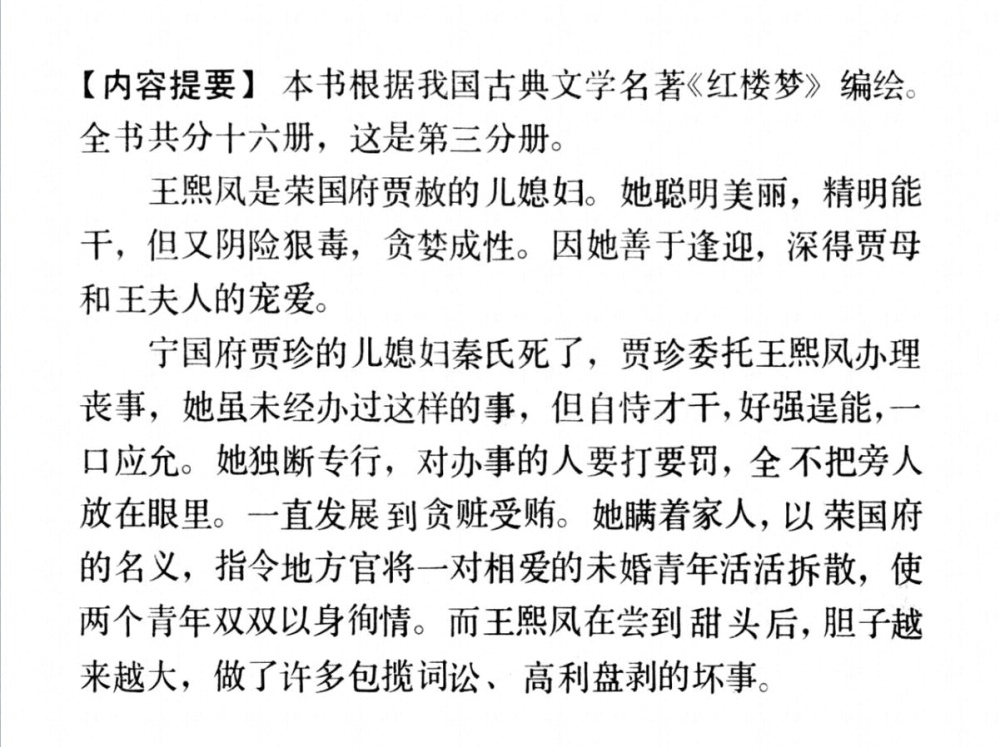 【内容提要】 本书根据我国古典文学名著《红楼梦》编绘。
全书共分十六册，这是第三分册。
王熙凤是荣国府贾赦的儿媳妇。她聪明美丽，精明能
干，但又阴险狠毒，贪婪成性。因她善于逢迎，深得贾母
和王夫人的宠爱。
宁国府贾珍的儿媳妇秦氏死了，贾珍委托王熙凤办理
丧事，她虽未经办过这样的事，但自恃才干，好强逞能，一
口应允。她独断专行，对办事的人要打要罚，全不把旁人
放在眼里。一直发展到贪赃受贿。她瞒着家人，以荣国府
的名义，指令地方官将一对相爱的未婚青年活活拆散，使
两个青年双双以身徇情。而王熙凤在尝到甜头后，胆子越
来越大，做了许多包揽词讼、高利盘剥的坏事。